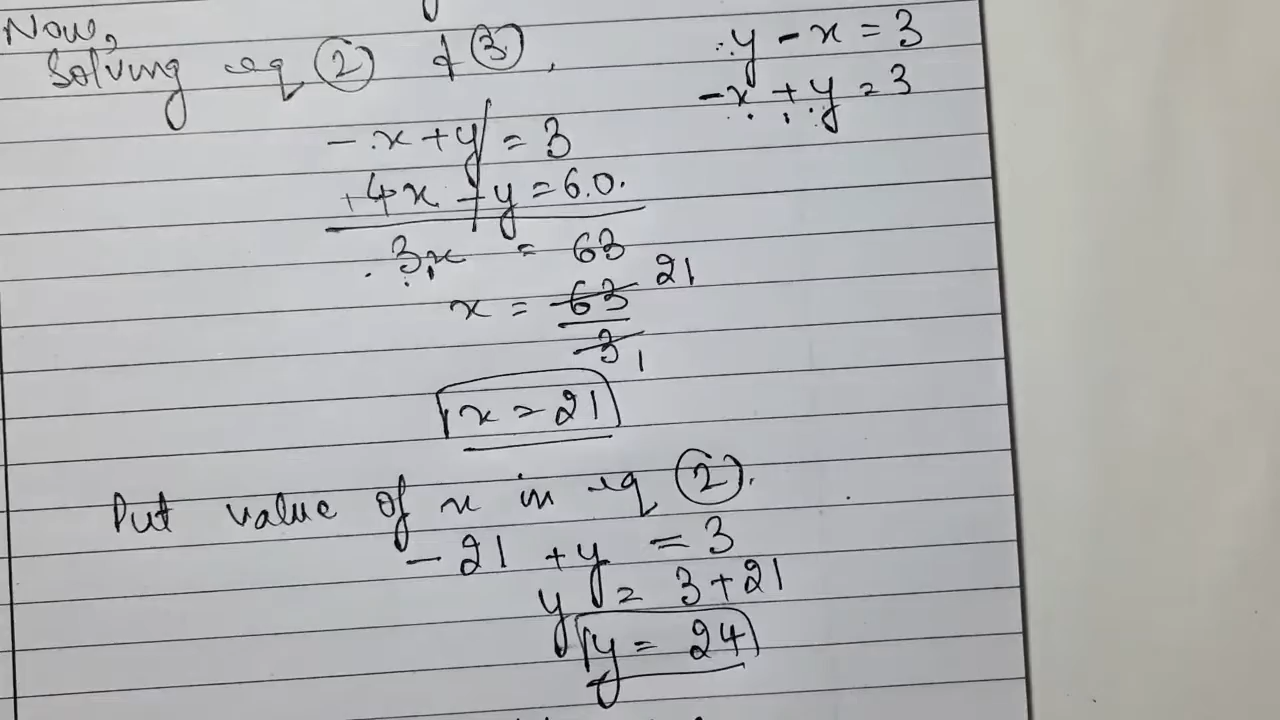 Now,
Solving eq ② & ③,
y - x = 3
-x + y = 3
-x + y = 3
+4x - y = 60.
3x = 63
x = 63/3 21 1
x = 21
Put value of x in eq ②.
-21 + y = 3
y = 3 + 21
y = 24